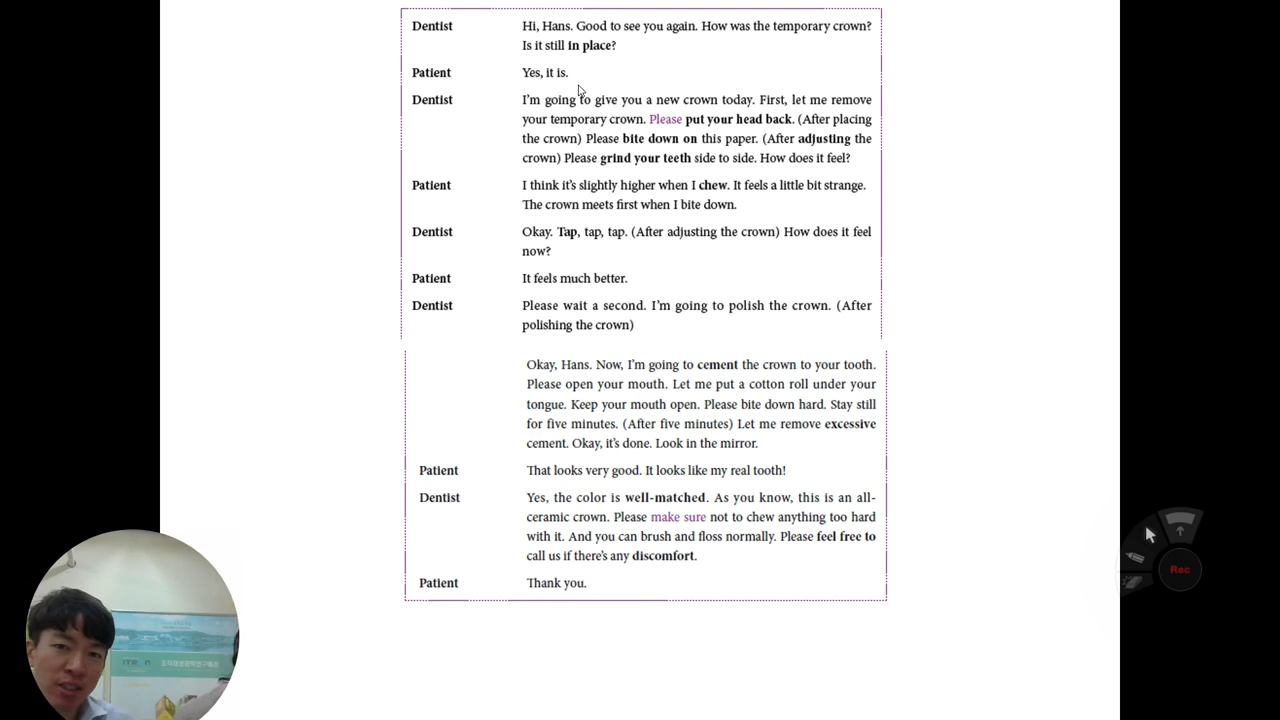 Dentist Hi, Hans. Good to see you again. How was the temporary crown?
Is it still in place?
Patient Yes, it is.
Dentist I'm going to give you a new crown today. First, let me remove
your temporary crown. Please put your head back. (After placing
the crown) Please bite down on this paper. (After adjusting the
crown) Please grind your teeth side to side. How does it feel?
Patient I think it's slightly higher when I chew. It feels a little bit strange.
The crown meets first when I bite down.
Dentist Okay. Tap, tap, tap. (After adjusting the crown) How does it feel
now?
Patient It feels much better.
Dentist Please wait a second. I'm going to polish the crown. (After
polishing the crown)
Okay, Hans. Now, I'm going to cement the crown to your tooth.
Please open your mouth. Let me put a cotton roll under your
tongue. Keep your mouth open. Please bite down hard. Stay still
for five minutes. (After five minutes) Let me remove excessive
cement. Okay, it's done. Look in the mirror.
Patient That looks very good. It looks like my real tooth!
Dentist Yes, the color is well-matched. As you know, this is an all-
ceramic crown. Please make sure not to chew anything too hard
with it. And you can brush and floss normally. Please feel free to
call us if there's any discomfort.
Patient Thank you.
Rec